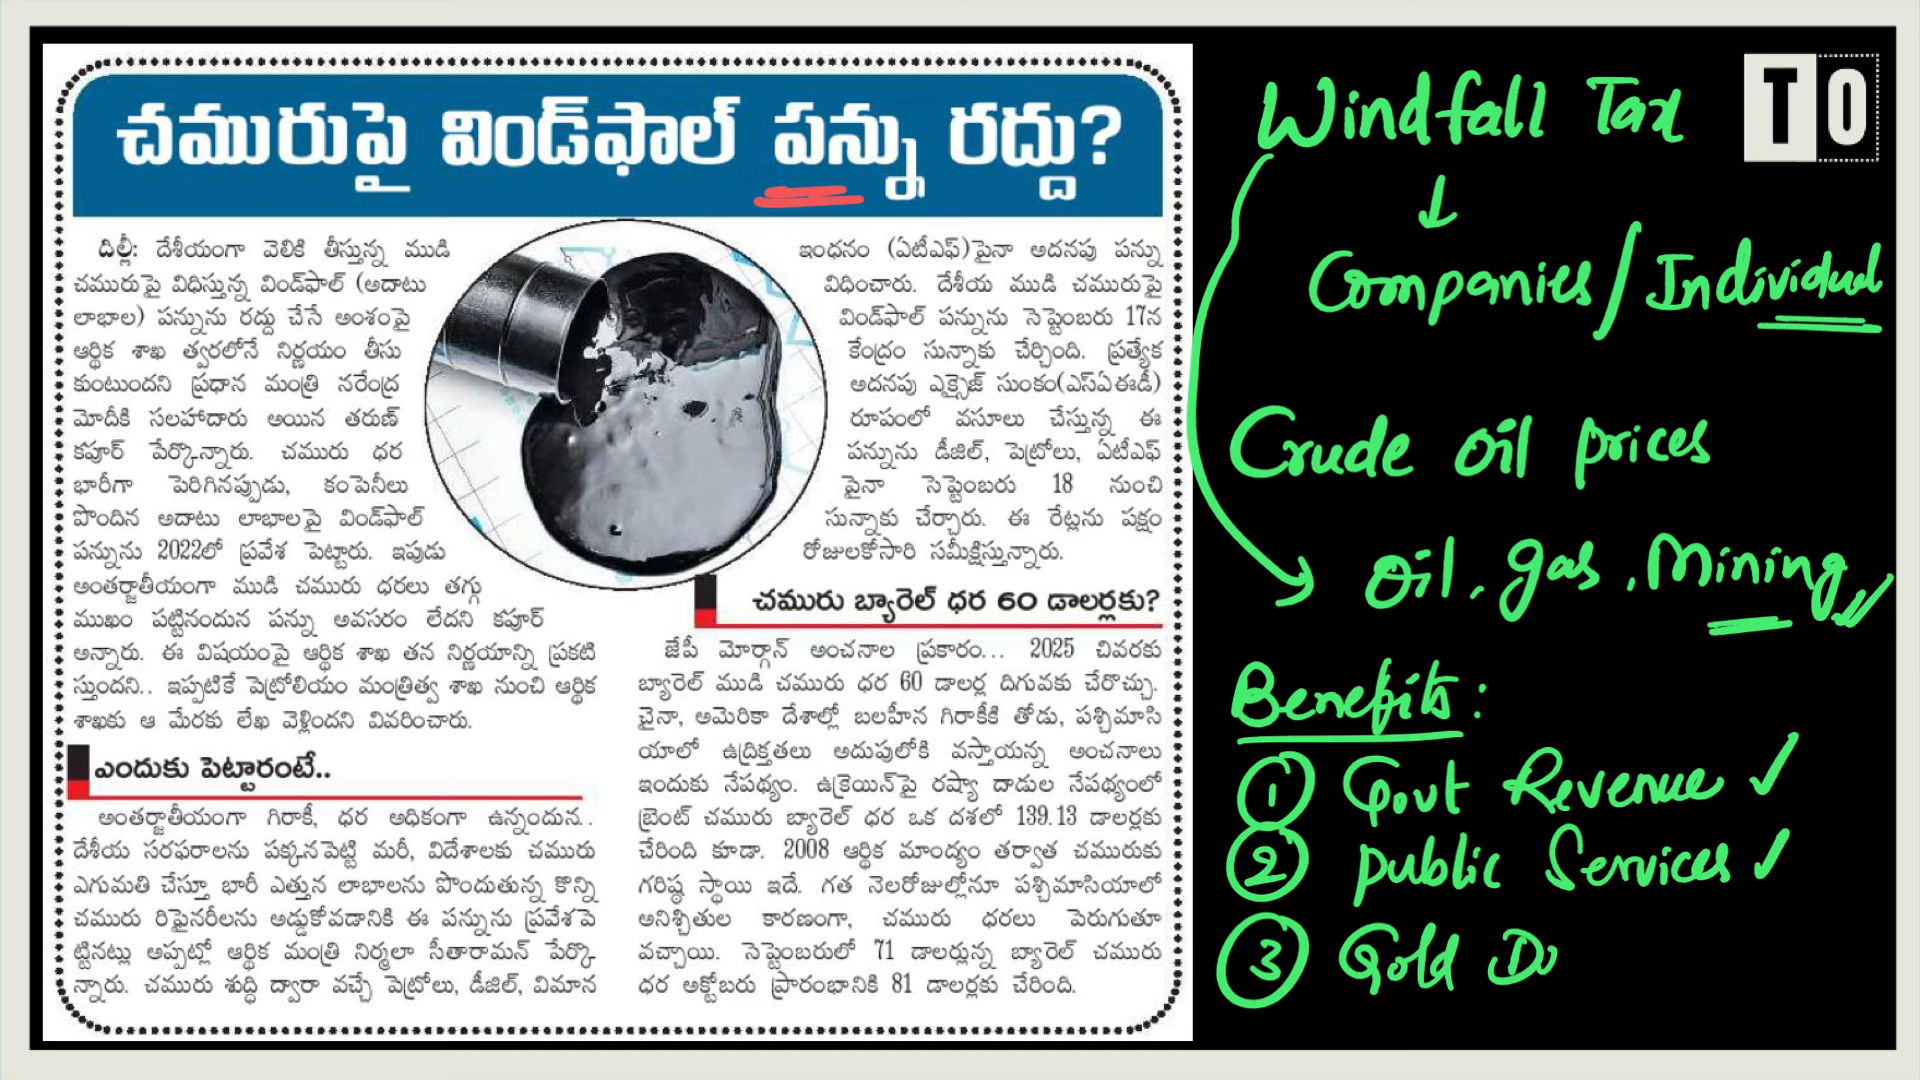 చమురుపై విండ్‌ఫాల్ పన్ను రద్దు?
దిల్లీ: దేశీయంగా వెలికి తీస్తున్న ముడి
చమురుపై విధిస్తున్న విండ్‌ఫాల్ (అదాటు
లాభాల) పన్నును రద్దు చేసే అంశంపై
ఆర్థిక శాఖ త్వరలోనే నిర్ణయం తీసు
కుంటుందని ప్రధాన మంత్రి నరేంద్ర
మోదీకి సలహాదారు అయిన తరుణ్
కపూర్ పేర్కొన్నారు. చమురు ధర
భారీగా పెరిగినప్పుడు, కంపెనీలు
పొందిన అదాటు లాభాలపై విండ్‌ఫాల్
పన్నును 2022లో ప్రవేశ పెట్టారు. ఇపుడు
అంతర్జాతీయంగా ముడి చమురు ధరలు తగ్గు
ముఖం పట్టినందున పన్ను అవసరం లేదని కపూర్
అన్నారు. ఈ విషయంపై ఆర్థిక శాఖ తన నిర్ణయాన్ని ప్రకటి
స్తుందని.. ఇప్పటికే పెట్రోలియం మంత్రిత్వ శాఖ నుంచి ఆర్థిక
శాఖకు ఆ మేరకు లేఖ వెళ్లిందని వివరించారు.
ఎందుకు పెట్టారంటే..
అంతర్జాతీయంగా గిరాకీ, ధర అధికంగా ఉన్నందున..
దేశీయ సరఫరాలను పక్కనపెట్టి మరీ, విదేశాలకు చమురు
ఎగుమతి చేస్తూ భారీ ఎత్తున లాభాలను పొందుతున్న కొన్ని
చమురు రిఫైనరీలను అడ్డుకోవడానికి ఈ పన్నును ప్రవేశపె
ట్టినట్లు అప్పట్లో ఆర్థిక మంత్రి నిర్మలా సీతారామన్ పేర్కొ
న్నారు. చమురు శుద్ధి ద్వారా వచ్చే పెట్రోలు, డీజిల్, విమాన
ఇంధనం (ఏటీఎఫ్)పైనా అదనపు పన్ను
విధించారు. దేశీయ ముడి చమురుపై
విండ్‌ఫాల్ పన్నును సెప్టెంబరు 17న
కేంద్రం సున్నాకు చేర్చింది. ప్రత్యేక
అదనపు ఎక్సైజ్ సుంకం(ఎస్ఏఈడీ)
రూపంలో వసూలు చేస్తున్న ఈ
పన్నును డీజిల్, పెట్రోలు, ఏటీఎఫ్
పైనా సెప్టెంబరు 18 నుంచి
సున్నాకు చేర్చారు. ఈ రేట్లను పక్షం
రోజులకోసారి సమీక్షిస్తున్నారు.
చమురు బ్యారెల్ ధర 60 డాలర్లకు?
జేపీ మోర్గాన్ అంచనాల ప్రకారం... 2025 చివరకు
బ్యారెల్ ముడి చమురు ధర 60 డాలర్ల దిగువకు చేరొచ్చు.
చైనా, అమెరికా దేశాల్లో బలహీన గిరాకీకి తోడు, పశ్చిమాసి
యాలో ఉద్రిక్తతలు అదుపులోకి వస్తాయన్న అంచనాలు
ఇందుకు నేపథ్యం. ఉక్రెయిన్‌పై రష్యా దాడుల నేపథ్యంలో
బ్రెంట్ చమురు బ్యారెల్ ధర ఒక దశలో 139.13 డాలర్లకు
చేరింది కూడా. 2008 ఆర్థిక మాంద్యం తర్వాత చమురుకు
గరిష్ఠ స్థాయి ఇదే. గత నెలరోజుల్లోనూ పశ్చిమాసియాలో
అనిశ్చితుల కారణంగా, చమురు ధరలు పెరుగుతూ
వచ్చాయి. సెప్టెంబరులో 71 డాలర్లున్న బ్యారెల్ చమురు
ధర అక్టోబరు ప్రారంభానికి 81 డాలర్లకు చేరింది.
Windfall Tax
TO
Companies/Individual
Crude oil prices
Oil, gas, Mining
Benefits:
1 Govt Revenue ✓
2 public Services ✓
3 Gold D